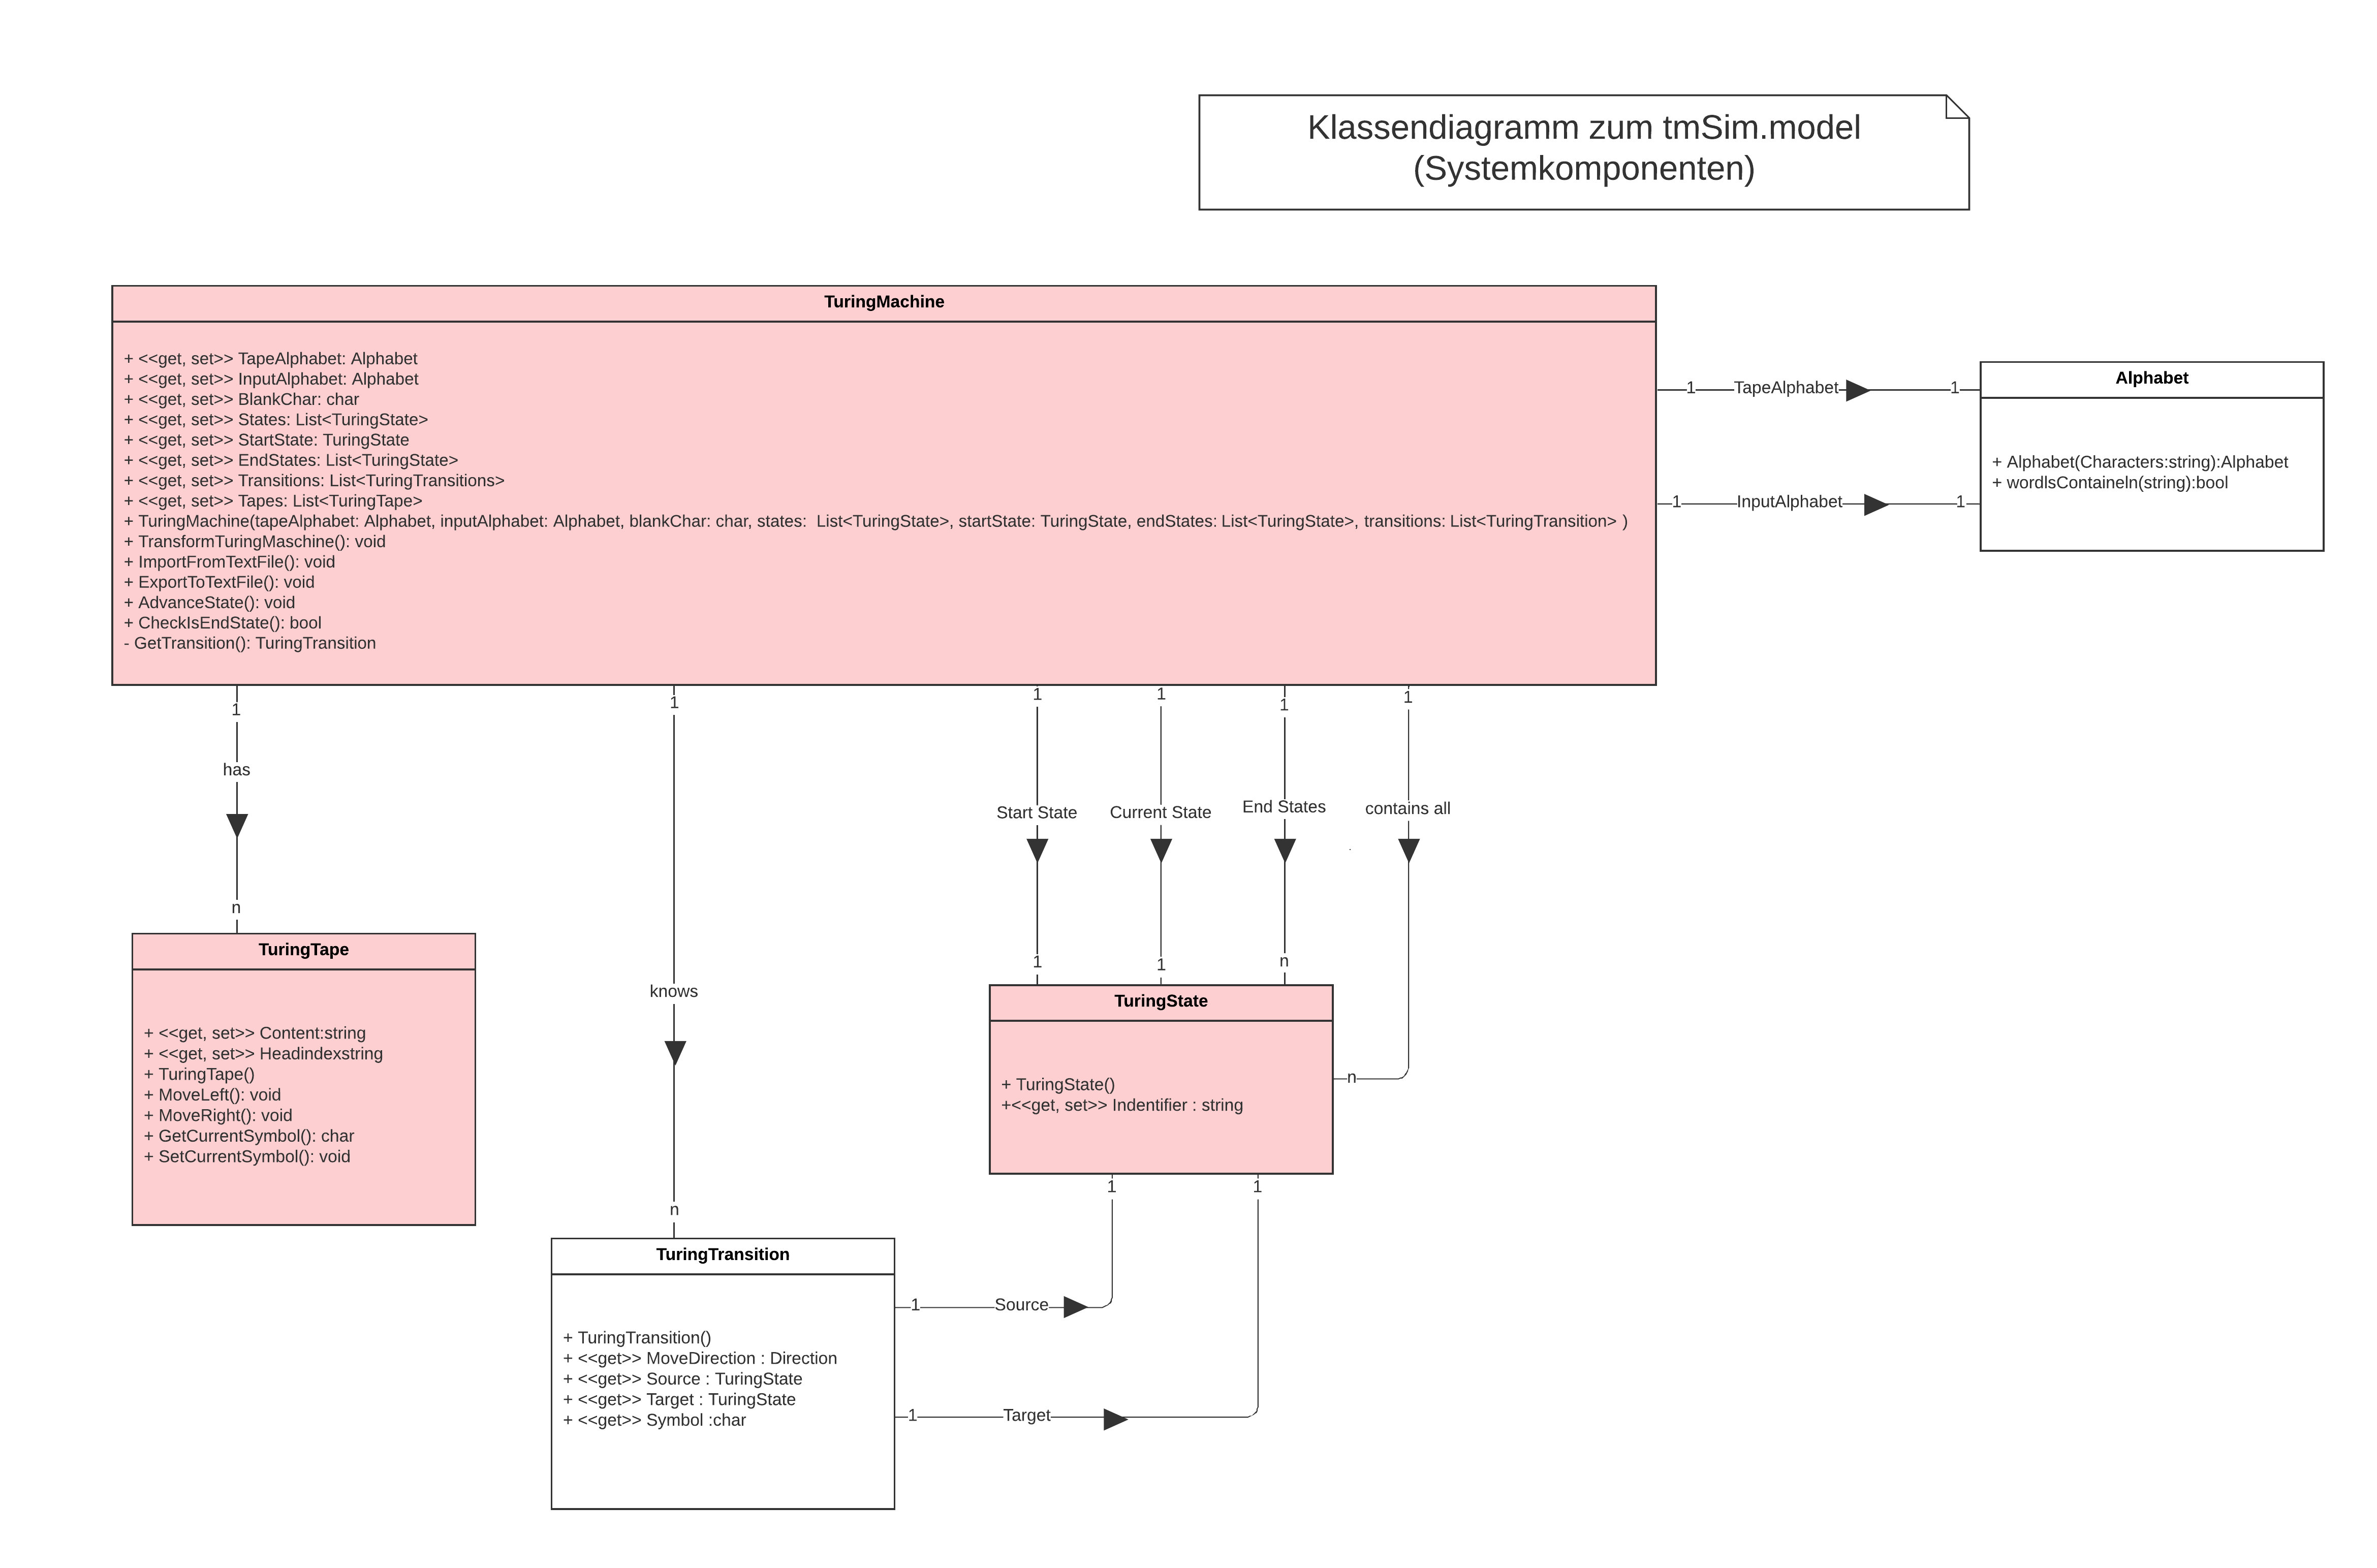 Klassendiagramm zum tmSim.model
(Systemkomponenten)
TuringMachine
+ <<get, set>> TapeAlphabet: Alphabet
+ <<get, set>> InputAlphabet: Alphabet
+ <<get, set>> BlankChar: char
+ <<get, set>> States: List<TuringState>
+ <<get, set>> StartState: TuringState
+ <<get, set>> EndStates: List<TuringState>
+ <<get, set>> Transitions: List<TuringTransitions>
+ <<get, set>> Tapes: List<TuringTape>
+ TuringMachine(tapeAlphabet: Alphabet, inputAlphabet: Alphabet, blankChar: char, states:  List<TuringState>, startState: TuringState, endStates: List<TuringState>, transitions: List<TuringTransition> )
+ TransformTuringMaschine(): void
+ ImportFromTextFile(): void
+ ExportToTextFile(): void
+ AdvanceState(): void
+ CheckIsEndState(): bool
- GetTransition(): TuringTransition
1 TapeAlphabet 1
1 InputAlphabet 1
Alphabet
+ Alphabet(Characters:string):Alphabet
+ wordIsContaneIn(string):bool
1
has
n
1
knows
n
1
Start State
1
1
Current State
1
1
End States
n
1
contains all
n
TuringTape
+ <<get, set>> Content:string
+ <<get, set>> Headindexstring
+ TuringTape()
+ MoveLeft(): void
+ MoveRight(): void
+ GetCurrentSymbol(): char
+ SetCurrentSymbol(): void
TuringState
+ TuringState()
+<<get, set>> Indentifier : string
1
1
TuringTransition
+ TuringTransition()
+ <<get>> MoveDirection : Direction
+ <<get>> Source : TuringState
+ <<get>> Target : TuringState
+ <<get>> Symbol :char
1 Source
1 Target